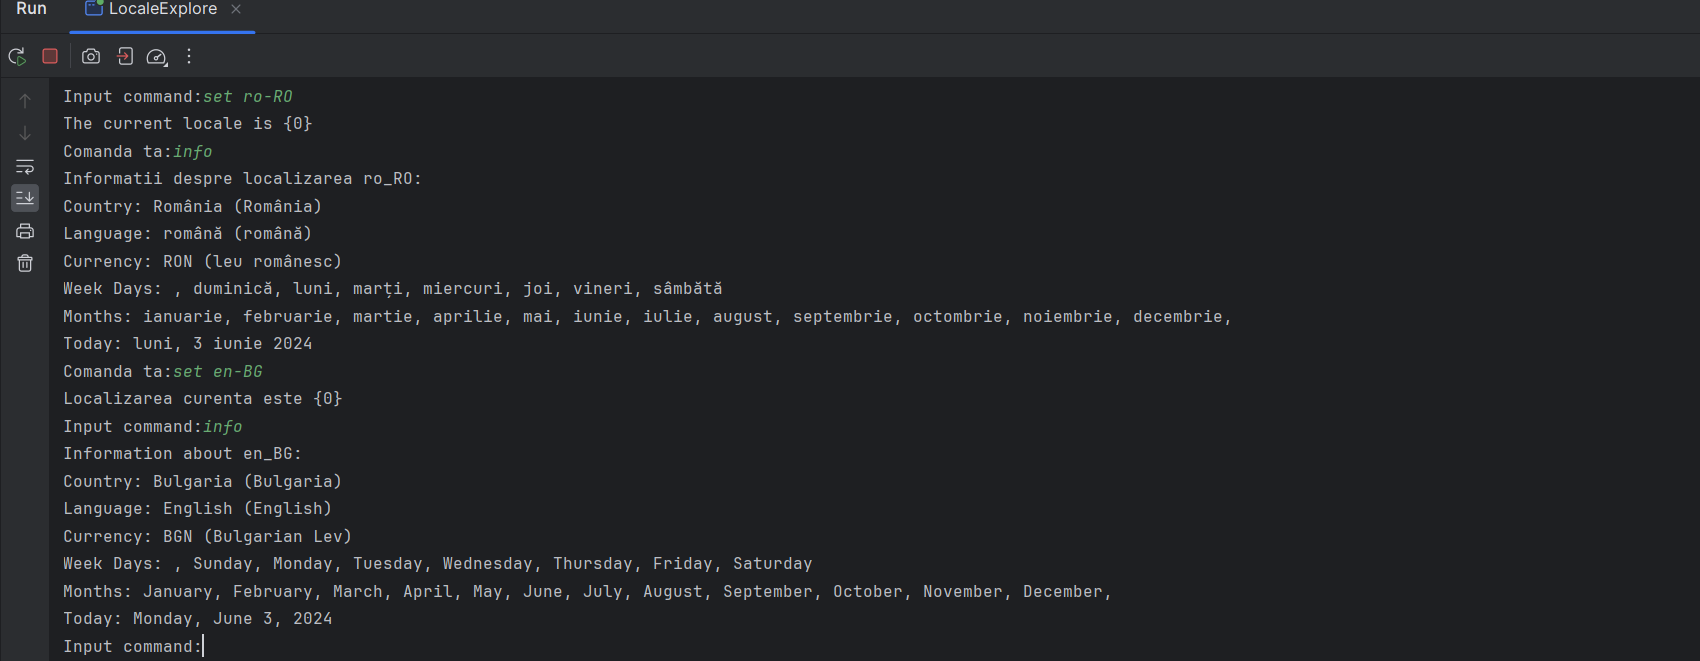 Run LocaleExplore
Input command:set ro-RO
The current locale is {0}
Comanda ta:info
Informatii despre localizarea ro_RO:
Country: România (România)
Language: română (română)
Currency: RON (leu românesc)
Week Days: , duminică, luni, marți, miercuri, joi, vineri, sâmbătă
Months: ianuarie, februarie, martie, aprilie, mai, iunie, iulie, august, septembrie, octombrie, noiembrie, decembrie,
Today: luni, 3 iunie 2024
Comanda ta:set en-BG
Localizarea curenta este {0}
Input command:info
Information about en_BG:
Country: Bulgaria (Bulgaria)
Language: English (English)
Currency: BGN (Bulgarian Lev)
Week Days: , Sunday, Monday, Tuesday, Wednesday, Thursday, Friday, Saturday
Months: January, February, March, April, May, June, July, August, September, October, November, December,
Today: Monday, June 3, 2024
Input command: